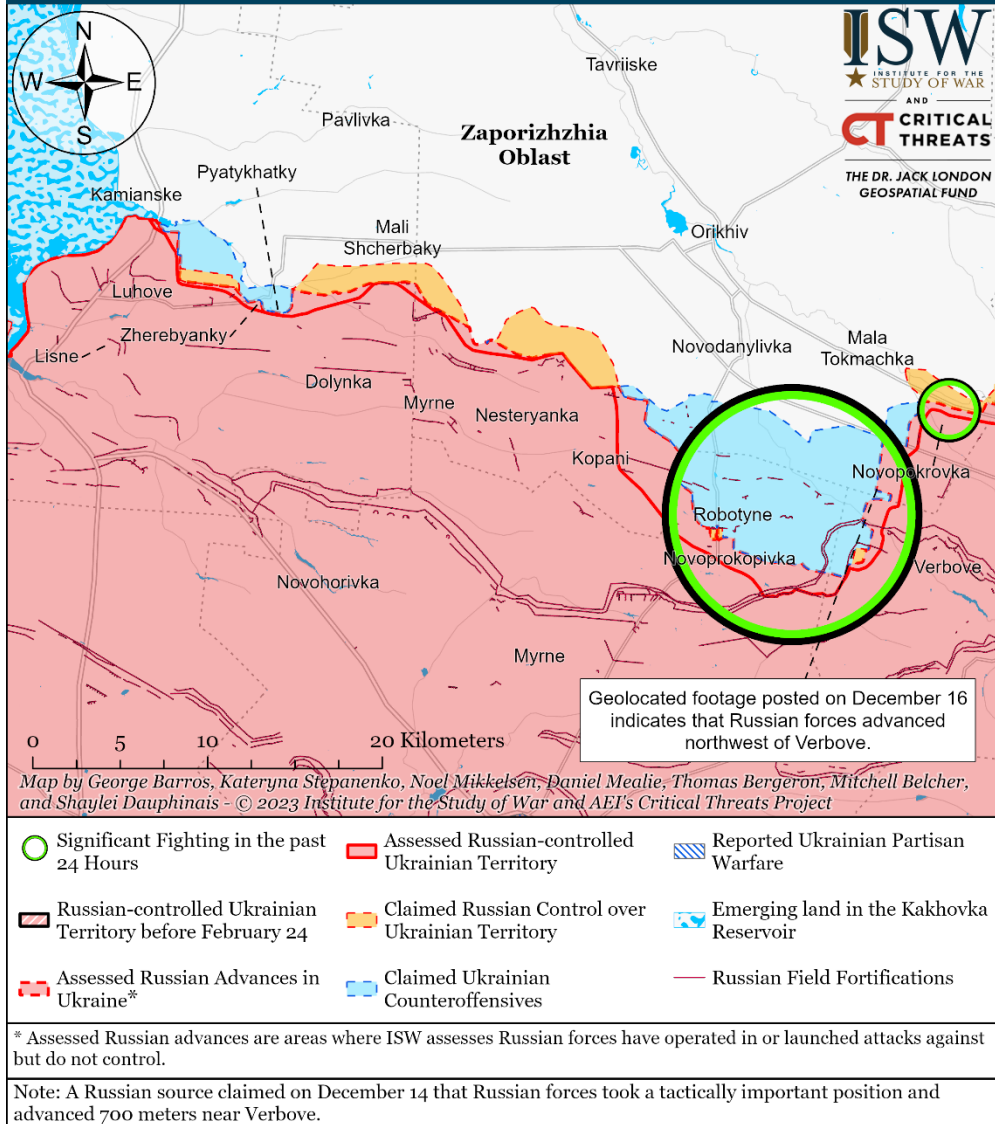 N
W
E
S
ISW
INSTITUTE FOR THE
STUDY OF WAR
AND
CT CRITICAL
THREATS
THE DR. JACK LONDON
GEOSPATIAL FUND
Tavriiske
Pavlivka
Zaporizhzhia
Oblast
Pyatykhatky
Kamianske
Mali
Shcherbaky
Orikhiv
Luhove
Zherebyanky
Lisne
Novodanylivka
Mala
Tokmachka
Dolynka
Myrne
Nesteryanka
Kopani
Novopokrovka
Robotyne
Novoprokopivka
Verbove
Novohorivka
Myrne
Geolocated footage posted on December 16
indicates that Russian forces advanced
northwest of Verbove.
0 5 10 20 Kilometers
Map by George Barros, Kateryna Stepanenko, Noel Mikkelsen, Daniel Mealie, Thomas Bergeron, Mitchell Belcher,
and Shaylei Dauphinais - © 2023 Institute for the Study of War and AEI's Critical Threats Project
Significant Fighting in the past
24 Hours
Assessed Russian-controlled
Ukrainian Territory
Reported Ukrainian Partisan
Warfare
Russian-controlled Ukrainian
Territory before February 24
Claimed Russian Control over
Ukrainian Territory
Emerging land in the Kakhovka
Reservoir
Assessed Russian Advances in
Ukraine*
Claimed Ukrainian
Counteroffensives
Russian Field Fortifications
* Assessed Russian advances are areas where ISW assesses Russian forces have operated in or launched attacks against
but do not control.
Note: A Russian source claimed on December 14 that Russian forces took a tactically important position and
advanced 700 meters near Verbove.